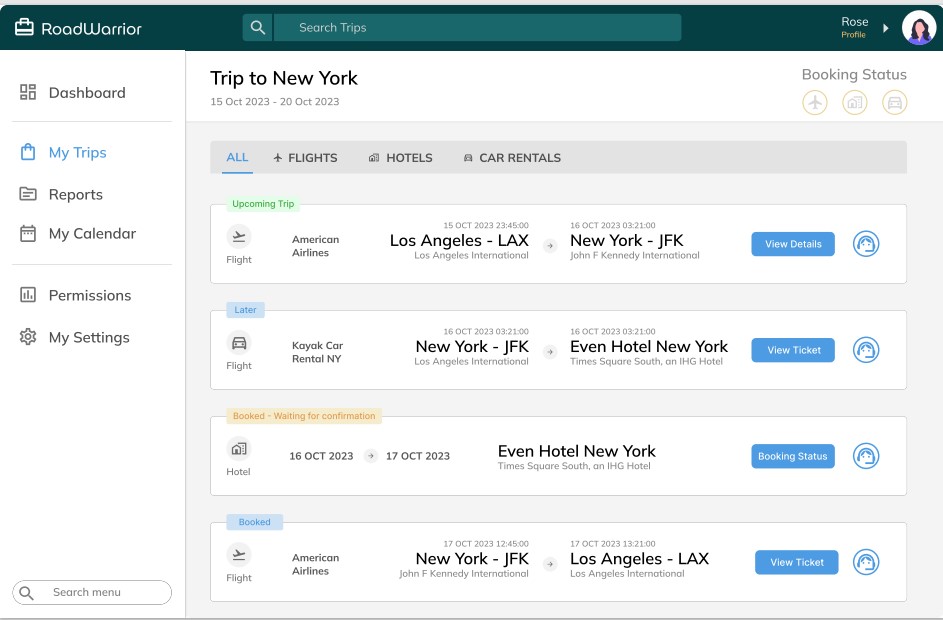 RoadWarrior
Search Trips
Rose
Profile
Dashboard
My Trips
Reports
My Calendar
Permissions
My Settings
Search menu
Trip to New York
15 Oct 2023 - 20 Oct 2023
Booking Status
ALL FLIGHTS HOTELS CAR RENTALS
Upcoming Trip
Flight
American
Airlines
15 OCT 2023 23:45:00
Los Angeles - LAX
Los Angeles International
16 OCT 2023 03:21:00
New York - JFK
John F Kennedy International
View Details
Later
Flight
Kayak Car
Rental NY
16 OCT 2023 03:21:00
New York - JFK
Los Angeles International
16 OCT 2023 03:21:00
Even Hotel New York
Times Square South, an IHG Hotel
View Ticket
Booked - Waiting for confirmation
Hotel
16 OCT 2023 17 OCT 2023
Even Hotel New York
Times Square South, an IHG Hotel
Booking Status
Booked
Flight
American
Airlines
17 OCT 2023 12:45:00
New York - JFK
John F Kennedy International
17 OCT 2023 13:21:00
Los Angeles - LAX
Los Angeles International
View Ticket